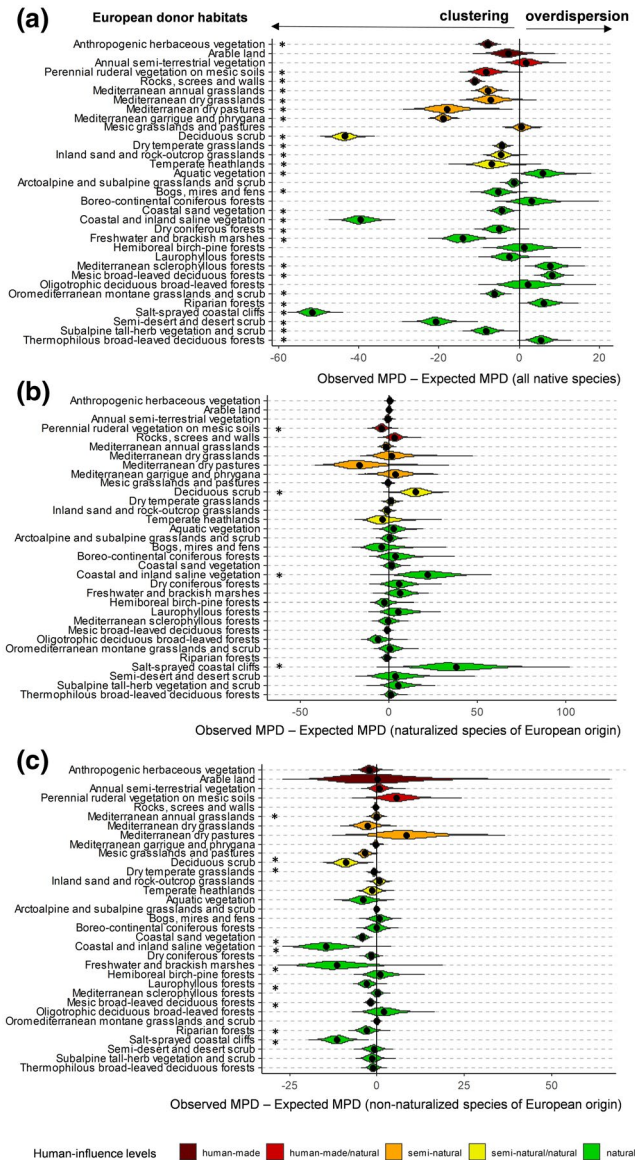 (a) European donor habitats clustering overdispersion
Anthropogenic herbaceous vegetation *
Arable land
Annual semi-terrestrial vegetation
Perennial ruderal vegetation on mesic soils *
Rocks, screes and walls *
Mediterranean annual grasslands *
Mediterranean dry grasslands *
Mediterranean dry pastures *
Mediterranean garrigue and phrygana *
Mesic grasslands and pastures
Deciduous scrub *
Dry temperate grasslands *
Inland sand and rock-outcrop grasslands *
Temperate heathlands *
Aquatic vegetation *
Arctoalpine and subalpine grasslands and scrub
Bogs, mires and fens *
Boreo-continental coniferous forests
Coastal sand vegetation *
Coastal and inland saline vegetation *
Dry coniferous forests *
Freshwater and brackish marshes *
Hemiboreal birch-pine forests
Laurophyllous forests
Mediterranean sclerophyllous forests *
Mesic broad-leaved deciduous forests *
Oligotrophic deciduous broad-leaved forests
Oromediterranean montane grasslands and scrub *
Riparian forests *
Salt-sprayed coastal cliffs *
Semi-desert and desert scrub *
Subalpine tall-herb vegetation and scrub *
Thermophilous broad-leaved deciduous forests *
-60 -40 -20 0 20
Observed MPD – Expected MPD (all native species)
(b)
Anthropogenic herbaceous vegetation
Arable land
Annual semi-terrestrial vegetation
Perennial ruderal vegetation on mesic soils *
Rocks, screes and walls
Mediterranean annual grasslands
Mediterranean dry grasslands
Mediterranean dry pastures
Mediterranean garrigue and phrygana
Mesic grasslands and pastures
Deciduous scrub *
Dry temperate grasslands
Inland sand and rock-outcrop grasslands
Temperate heathlands
Aquatic vegetation
Arctoalpine and subalpine grasslands and scrub
Bogs, mires and fens
Boreo-continental coniferous forests
Coastal sand vegetation
Coastal and inland saline vegetation *
Dry coniferous forests
Freshwater and brackish marshes
Hemiboreal birch-pine forests
Laurophyllous forests
Mediterranean sclerophyllous forests
Mesic broad-leaved deciduous forests
Oligotrophic deciduous broad-leaved forests
Oromediterranean montane grasslands and scrub
Riparian forests
Salt-sprayed coastal cliffs *
Semi-desert and desert scrub
Subalpine tall-herb vegetation and scrub
Thermophilous broad-leaved deciduous forests
-50 0 50 100
Observed MPD – Expected MPD (naturalized species of European origin)
(c)
Anthropogenic herbaceous vegetation
Arable land
Annual semi-terrestrial vegetation
Perennial ruderal vegetation on mesic soils
Rocks, screes and walls
Mediterranean annual grasslands *
Mediterranean dry grasslands
Mediterranean dry pastures
Mediterranean garrigue and phrygana
Mesic grasslands and pastures
Deciduous scrub *
Dry temperate grasslands *
Inland sand and rock-outcrop grasslands
Temperate heathlands
Aquatic vegetation
Arctoalpine and subalpine grasslands and scrub
Bogs, mires and fens
Boreo-continental coniferous forests
Coastal sand vegetation *
Coastal and inland saline vegetation *
Dry coniferous forests
Freshwater and brackish marshes *
Hemiboreal birch-pine forests
Laurophyllous forests *
Mediterranean sclerophyllous forests
Mesic broad-leaved deciduous forests *
Oligotrophic deciduous broad-leaved forests
Oromediterranean montane grasslands and scrub
Riparian forests *
Salt-sprayed coastal cliffs *
Semi-desert and desert scrub
Subalpine tall-herb vegetation and scrub
Thermophilous broad-leaved deciduous forests
-25 0 25 50
Observed MPD – Expected MPD (non-naturalized species of European origin)
Human-influence levels human-made human-made/natural semi-natural semi-natural/natural natural